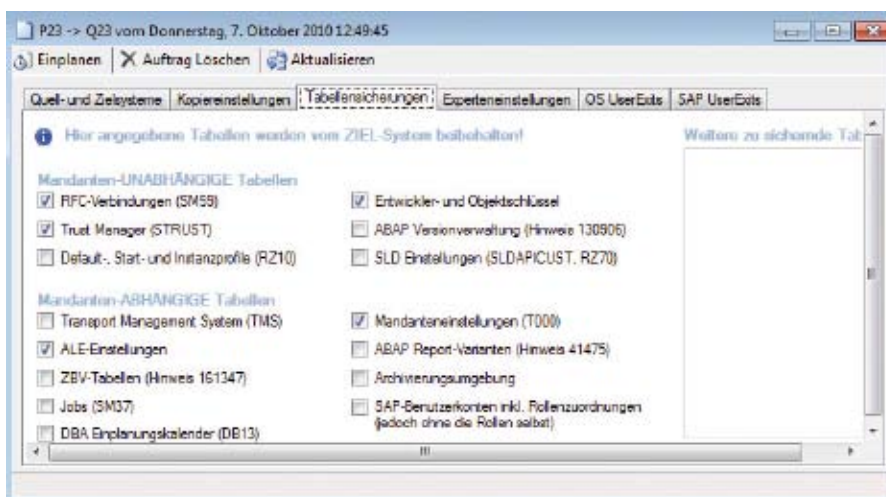 P23 -> Q23 vom Donnerstag, 7. Oktober 2010 12:49:45
Einplanen Auftrag Löschen Aktualisieren
Quell- und Zielsysteme Kopiereinstellungen Tabellensicherungen Experteneinstellungen OS UserExits SAP UserExits
Hier angegebene Tabellen werden vom ZIEL-System beibehalten!
Weitere zu sichernde Tab
Mandanten-UNABHÄNGIGE Tabellen
RFC-Verbindungen (SM59)
Entwickler- und Objektschlüssel
Trust Manager (STRUST)
ABAP Versionverwaltung (Hinweis 130906)
Default-, Start- und Instanzprofile (RZ10)
SLD Einstellungen (SLDAPICUST, RZ70)
Mandanten-ABHÄNGIGE Tabellen
Transport Management System (TMS)
Mandanteneinstellungen (T000)
ALE-Einstellungen
ABAP Report-Varianten (Hinweis 41475)
ZBV-Tabellen (Hinweis 161347)
Archivierungsumgebung
Jobs (SM37)
SAP-Benutzerkonten inkl. Rollenzuordnungen
(jedoch ohne die Rollen selbst)
DBA Einplanungskalender (DB13)